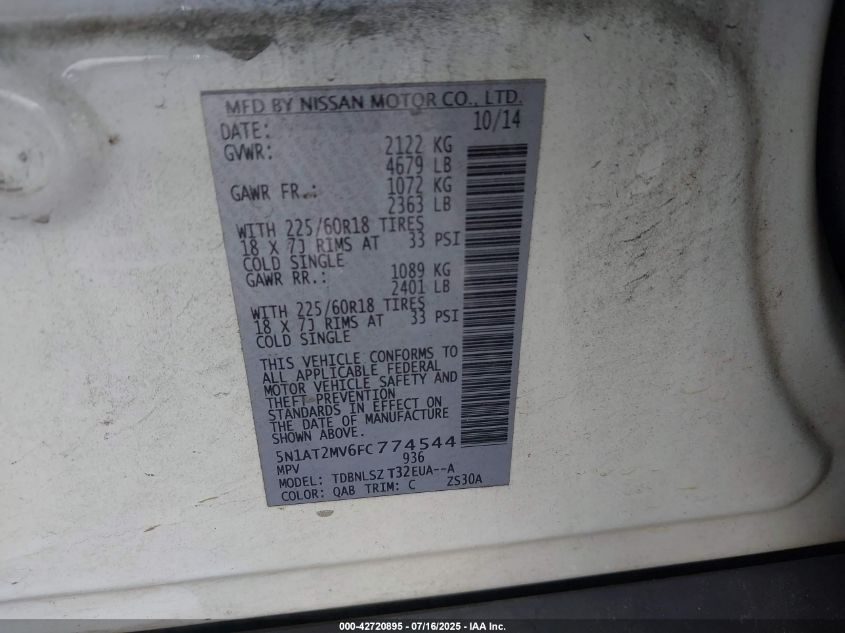 MFD BY NISSAN MOTOR CO., LTD.
DATE: 10/14
GVWR: 2122 KG
4679 LB
GAWR FR.: 1072 KG
2363 LB
WITH 225/60R18 TIRES
18 X 7J RIMS AT 33 PSI
COLD SINGLE
GAWR RR.: 1089 KG
2401 LB
WITH 225/60R18 TIRES
18 X 7J RIMS AT 33 PSI
COLD SINGLE
THIS VEHICLE CONFORMS TO
ALL APPLICABLE FEDERAL
MOTOR VEHICLE SAFETY AND
THEFT PREVENTION
STANDARDS IN EFFECT ON
THE DATE OF MANUFACTURE
SHOWN ABOVE.
5N1AT2MV6FC774544
MPV 936
MODEL: TDBNLSZ T32EUA--A
COLOR: QAB TRIM: C ZS30A
000-42720895 - 07/16/2025 - IAA Inc.